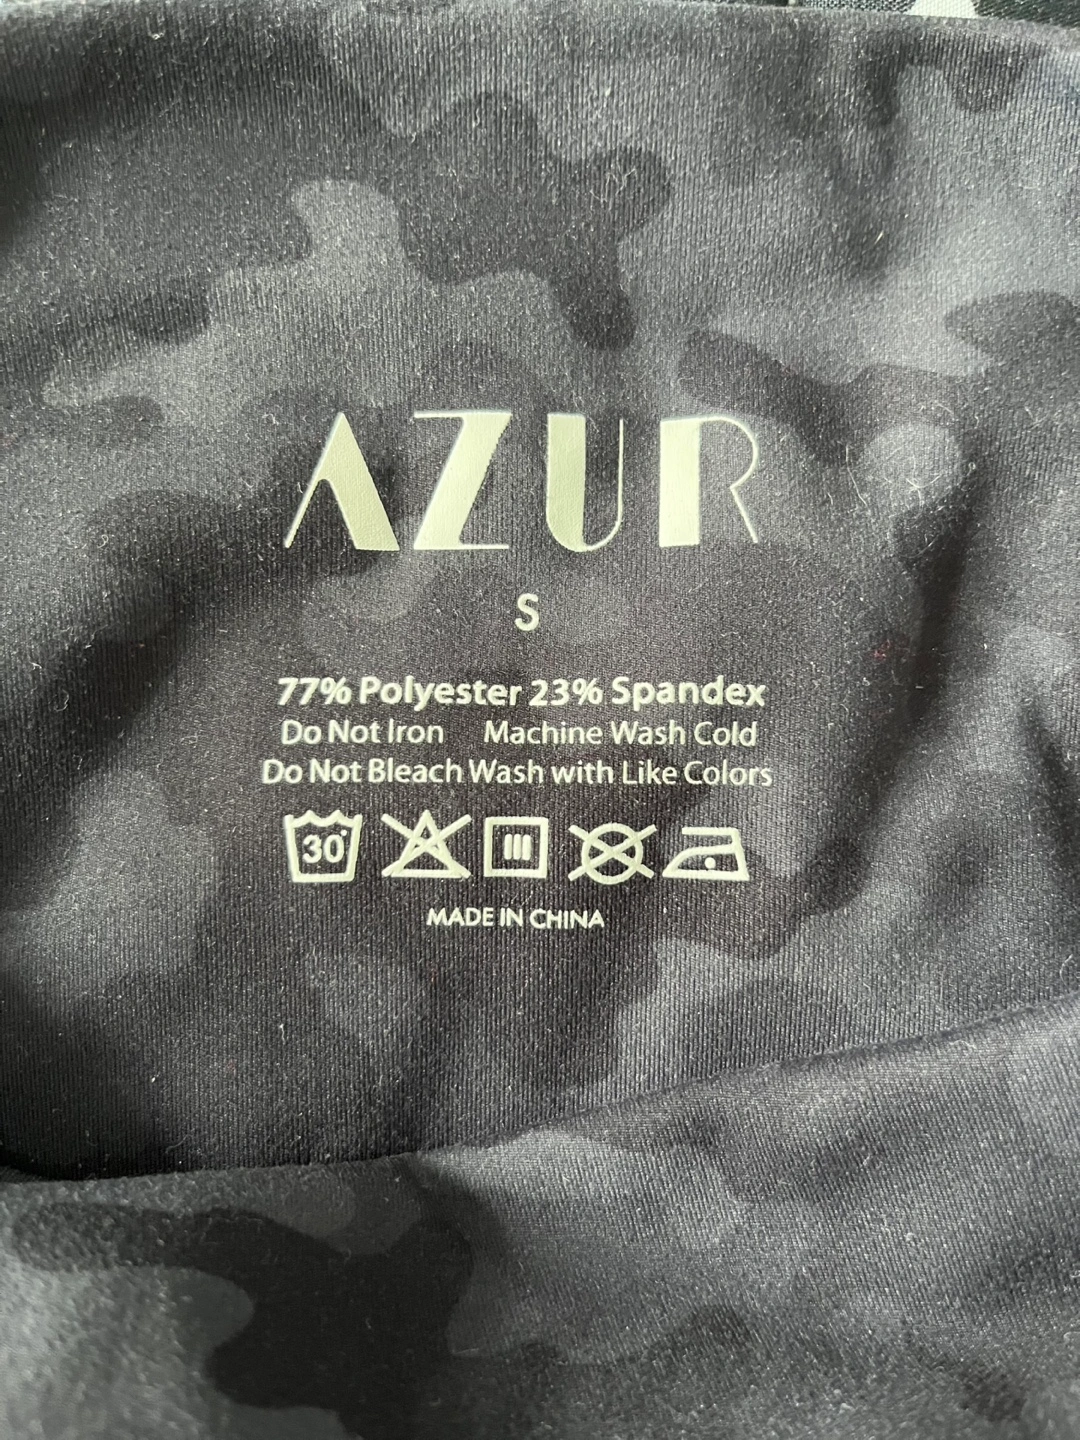 AZUR
S
77% Polyester 23% Spandex
Do Not Iron Machine Wash Cold
Do Not Bleach Wash with Like Colors
30°
MADE IN CHINA